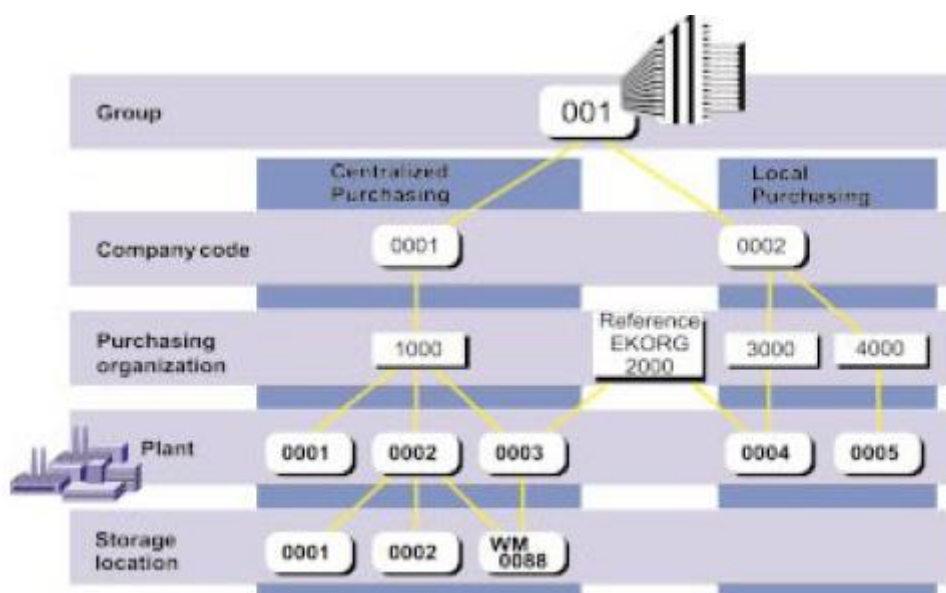 Group
001
Centralized
Purchasing
Local
Purchasing
Company code
0001
0002
Purchasing
organization
1000
Reference
EKORG
2000
3000
4000
Plant
0001
0002
0003
0004
0005
Storage
location
0001
0002
WM
0088